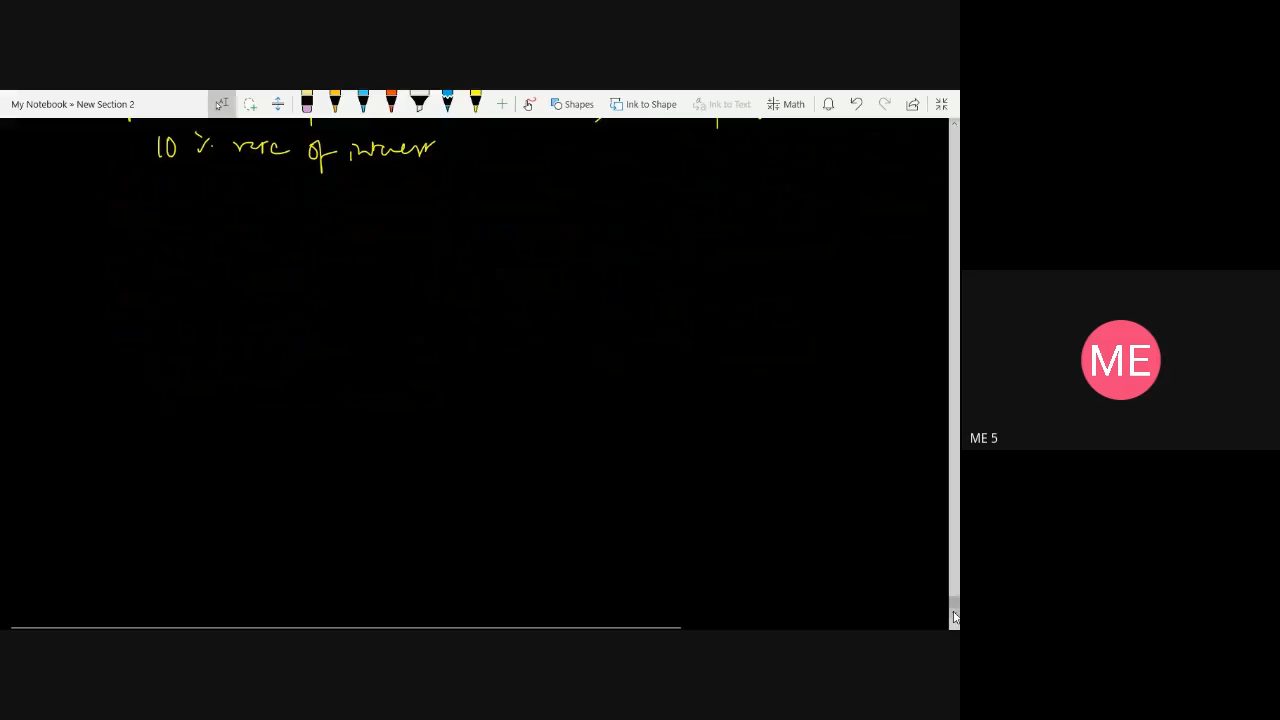 My Notebook » New Section 2
Shapes
Ink to Shape
Ink to Text
Math
10 % rate of interest
ME
ME 5